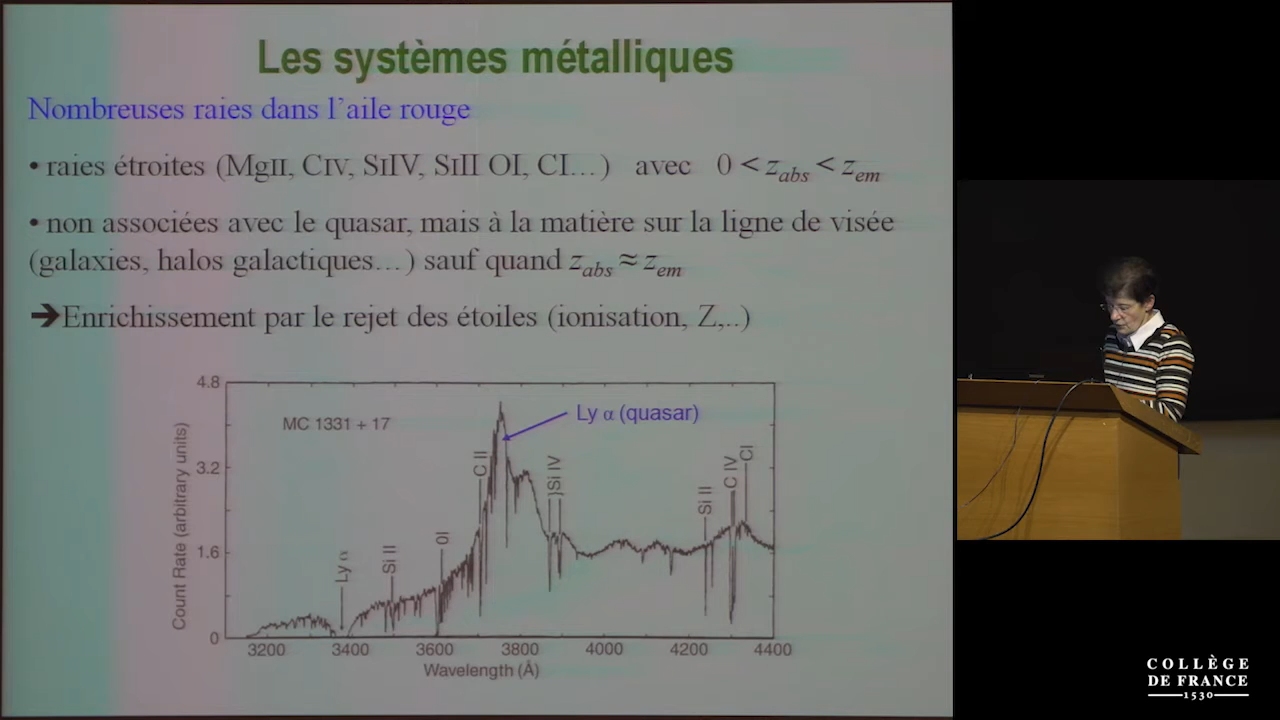 Les systèmes métalliques
Nombreuses raies dans l'aile rouge
• raies étroites (MgII, CIV, SiIV, SiII OI, CI…) avec 0 < z_abs < z_em
• non associées avec le quasar, mais à la matière sur la ligne de visée
(galaxies, halos galactiques…) sauf quand z_abs ≈ z_em
➔Enrichissement par le rejet des étoiles (ionisation, Z,..)
4.8
3.2
1.6
0
Count Rate (arbitrary units)
MC 1331 + 17
Ly α (quasar)
Ly α
Si II
OI
C II
}Si IV
Si II
C IV
CI
3200 3400 3600 3800 4000 4200 4400
Wavelength (Å)
COLLÈGE
DE FRANCE
1530